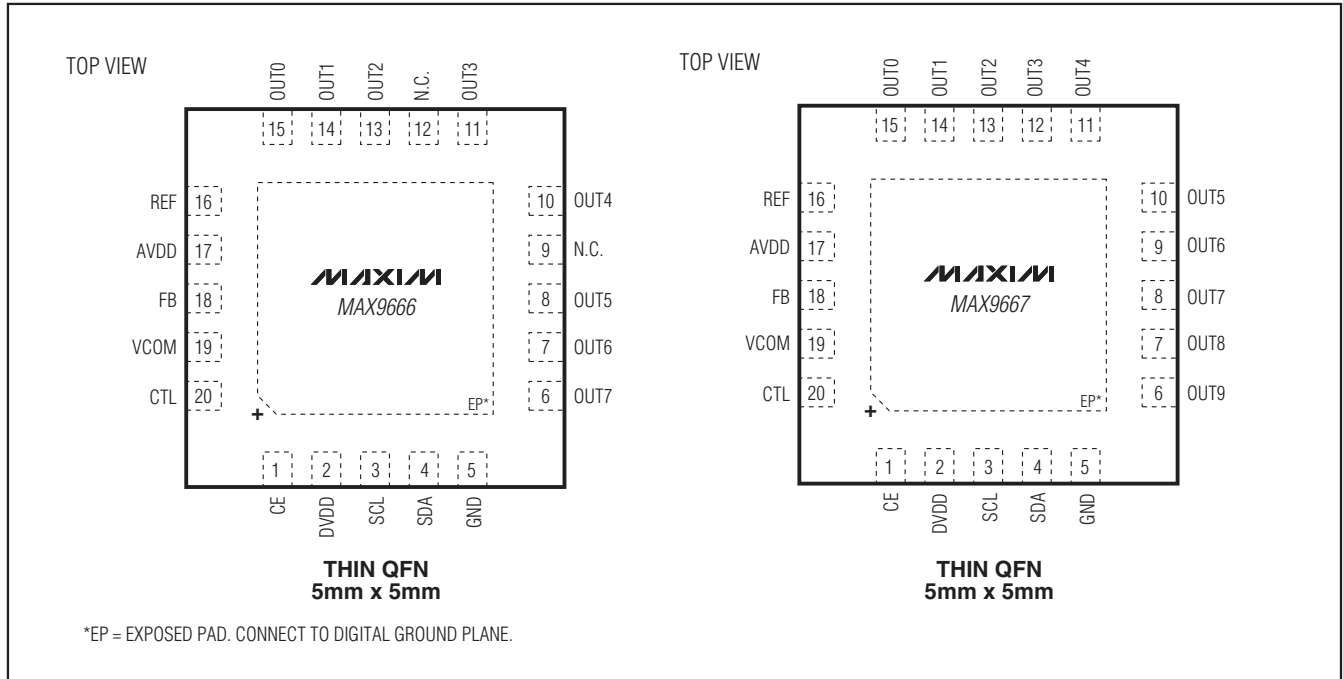 TOP VIEW
OUT0
OUT1
OUT2
N.C.
OUT3
15
14
13
12
11
REF 16
AVDD 17
FB 18
VCOM 19
CTL 20
10 OUT4
9 N.C.
8 OUT5
7 OUT6
6 OUT7
MAXIM
MAX9666
EP*
+
1
2
3
4
5
CE
DVDD
SCL
SDA
GND
THIN QFN
5mm x 5mm
TOP VIEW
OUT0
OUT1
OUT2
OUT3
OUT4
15
14
13
12
11
REF 16
AVDD 17
FB 18
VCOM 19
CTL 20
10 OUT5
9 OUT6
8 OUT7
7 OUT8
6 OUT9
MAXIM
MAX9667
EP*
+
1
2
3
4
5
CE
DVDD
SCL
SDA
GND
THIN QFN
5mm x 5mm
*EP = EXPOSED PAD. CONNECT TO DIGITAL GROUND PLANE.